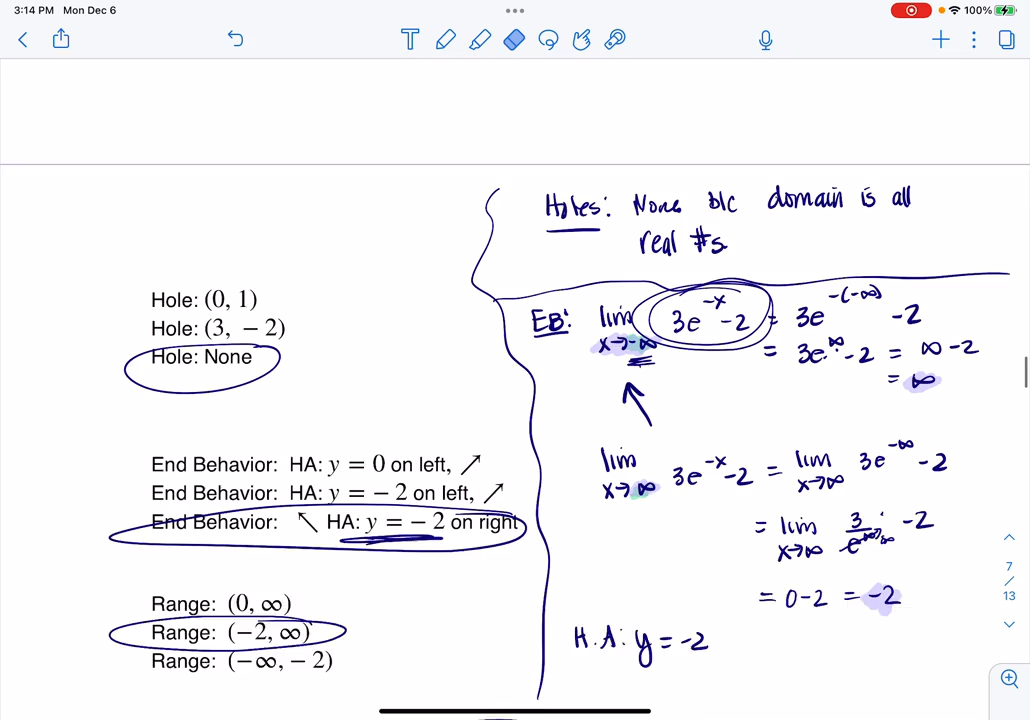 3:14 PM Mon Dec 6
100%
Hole: (0, 1)
Hole: (3, − 2)
Hole: None
End Behavior: HA: y = 0 on left, ↗
End Behavior: HA: y = − 2 on left, ↗
End Behavior: ↖ HA: y = − 2 on right
Range: (0, ∞)
Range: (−2, ∞)
Range: (−∞, − 2)
Holes: None b/c domain is all
real #s
EB: lim x→-∞ 3e^{-x} -2 = 3e^{-(-∞)} -2
= 3e^{∞} -2 = ∞ -2
= ∞
lim x→∞ 3e^{-x} -2 = lim x→∞ 3e^{-∞} -2
= lim x→∞ 3/e^{∞} -2
= 0-2 = -2
H.A: y = -2
7
/
13